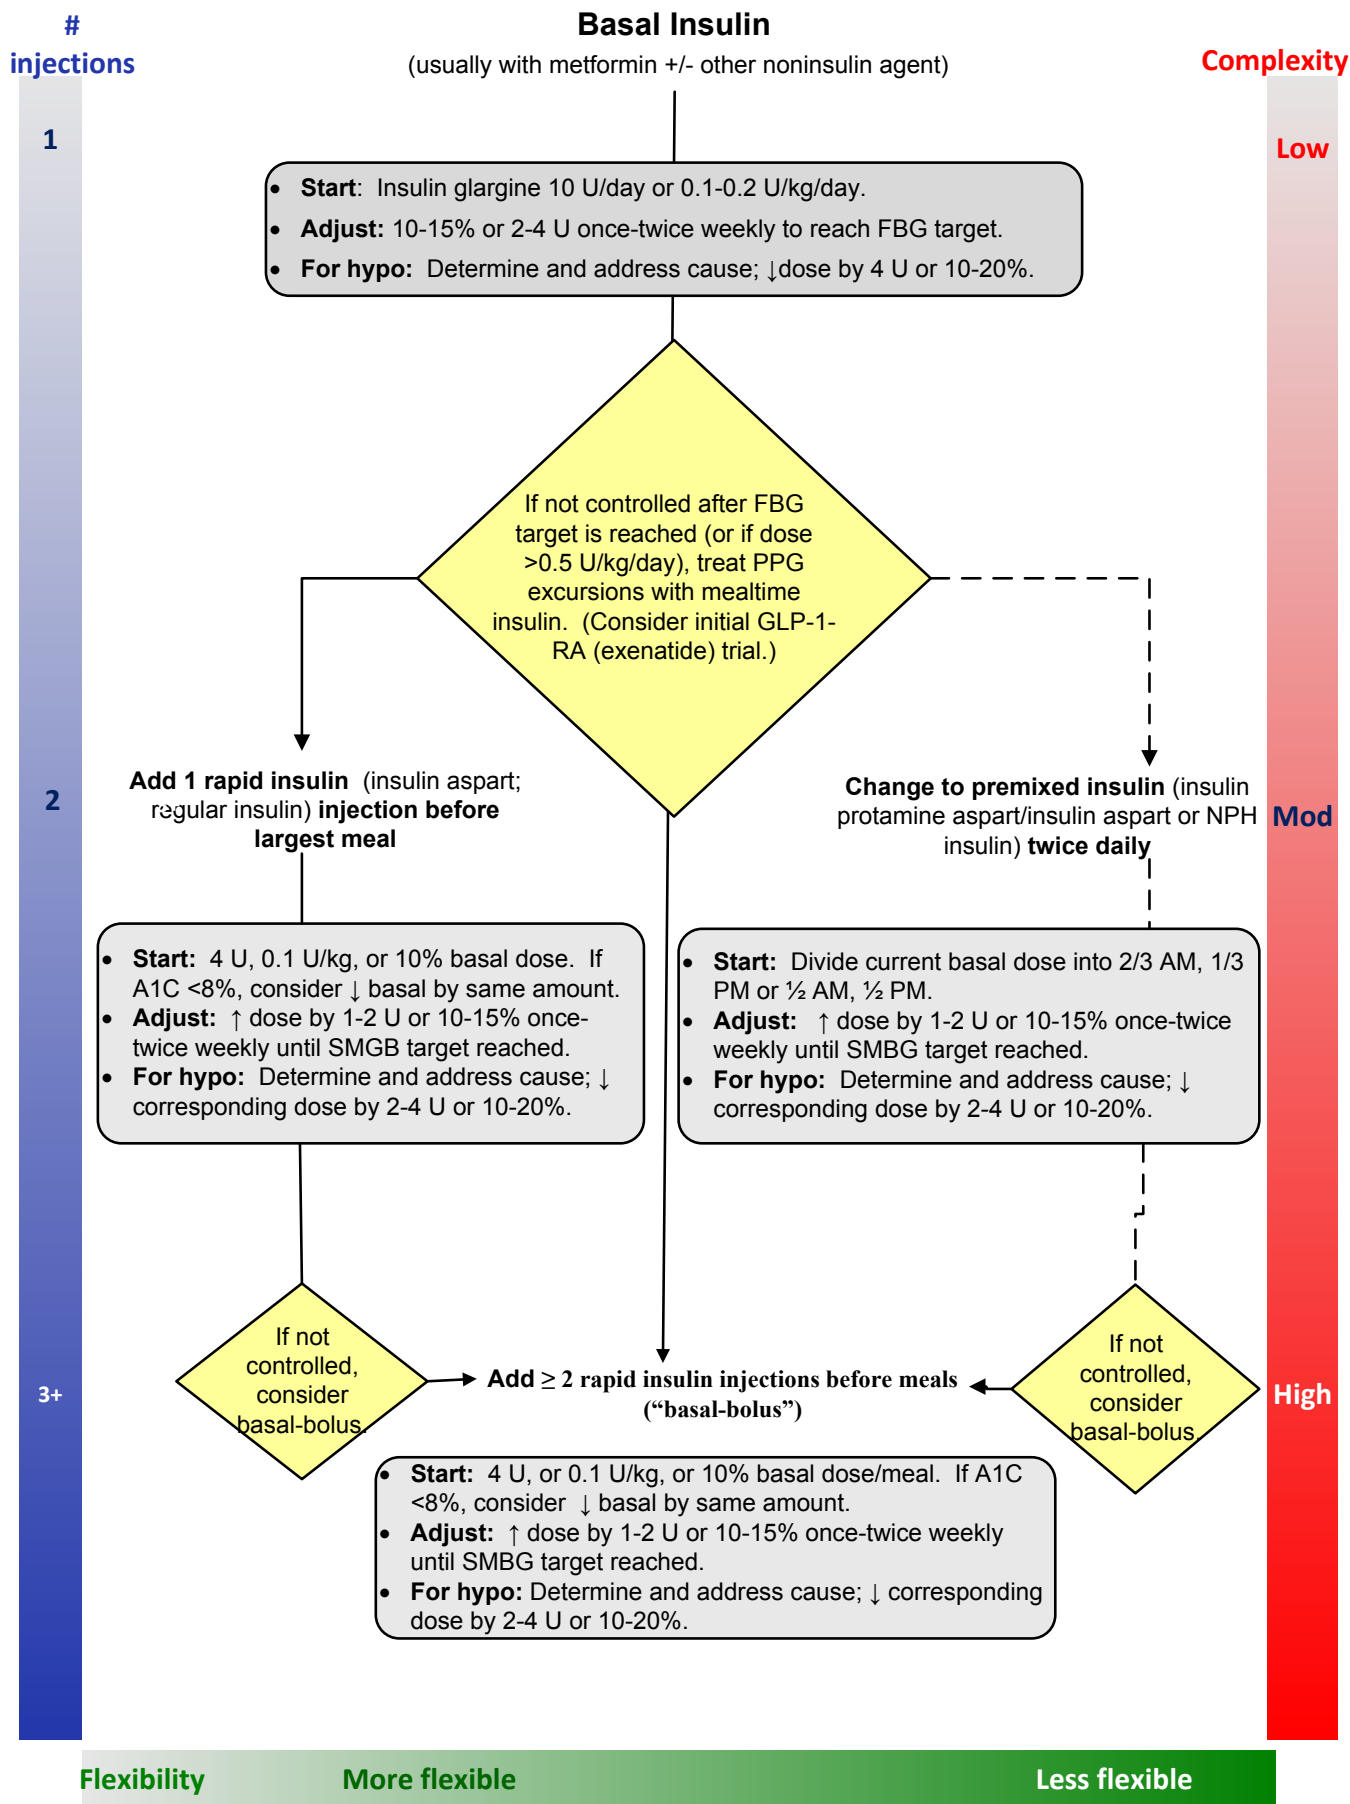 #
injections
Basal Insulin
(usually with metformin +/- other noninsulin agent)
Complexity
1
Low
• Start:  Insulin glargine 10 U/day or 0.1-0.2 U/kg/day.
• Adjust: 10-15% or 2-4 U once-twice weekly to reach FBG target.
• For hypo:  Determine and address cause; ↓dose by 4 U or 10-20%.
If not controlled after FBG
target is reached (or if dose
>0.5 U/kg/day), treat PPG
excursions with mealtime
insulin.  (Consider initial GLP-1-
RA (exenatide) trial.)
2
Add 1 rapid insulin  (insulin aspart;
regular insulin) injection before
largest meal
Change to premixed insulin (insulin
protamine aspart/insulin aspart or NPH
insulin) twice daily
Mod
• Start:  4 U, 0.1 U/kg, or 10% basal dose.  If
A1C <8%, consider ↓ basal by same amount.
• Adjust:  ↑ dose by 1-2 U or 10-15% once-
twice weekly until SMGB target reached.
• For hypo:  Determine and address cause; ↓
corresponding dose by 2-4 U or 10-20%.
• Start:  Divide current basal dose into 2/3 AM, 1/3
PM or ½ AM, ½ PM.
• Adjust:  ↑ dose by 1-2 U or 10-15% once-twice
weekly until SMBG target reached.
• For hypo:  Determine and address cause; ↓
corresponding dose by 2-4 U or 10-20%.
3+
If not
controlled,
consider
basal-bolus.
Add ≥ 2 rapid insulin injections before meals
(“basal-bolus”)
If not
controlled,
consider
basal-bolus.
High
• Start:  4 U, or 0.1 U/kg, or 10% basal dose/meal.  If A1C
<8%, consider  ↓ basal by same amount.
• Adjust:  ↑ dose by 1-2 U or 10-15% once-twice weekly
until SMBG target reached.
• For hypo: Determine and address cause; ↓ corresponding
dose by 2-4 U or 10-20%.
Flexibility
More flexible
Less flexible